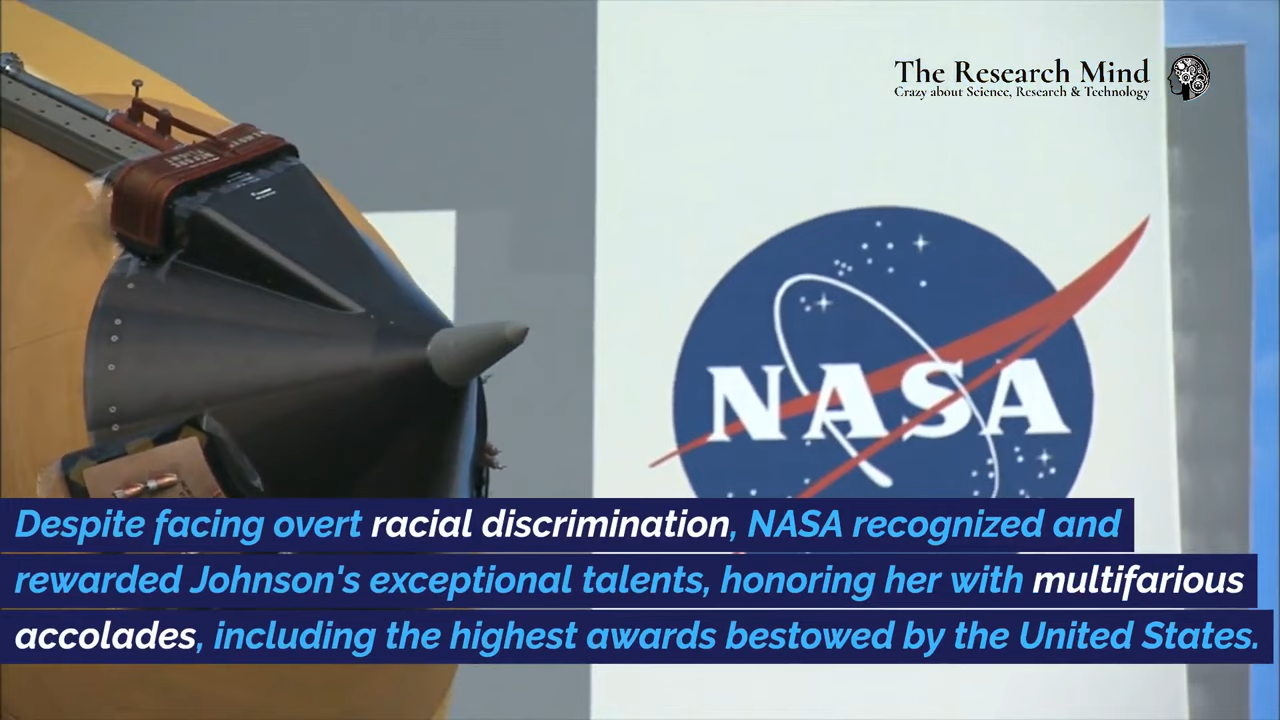 The Research Mind
Crazy about Science, Research & Technology
NASA
Despite facing overt racial discrimination, NASA recognized and
rewarded Johnson's exceptional talents, honoring her with multifarious
accolades, including the highest awards bestowed by the United States.